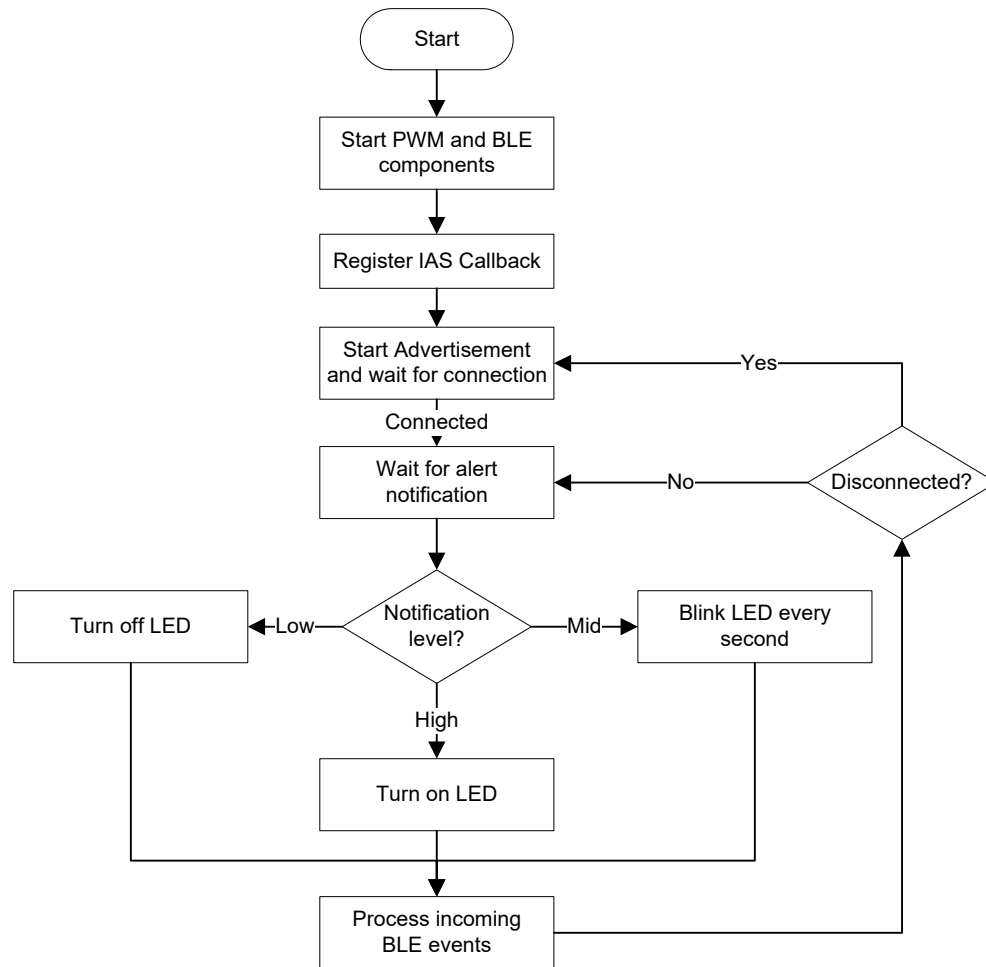 Start
Start PWM and BLE
components
Register IAS Callback
Start Advertisement
and wait for connection
Yes
Connected
Wait for alert
notification
No
Disconnected?
Turn off LED
Low
Notification
level?
Mid
Blink LED every
second
High
Turn on LED
Process incoming
BLE events